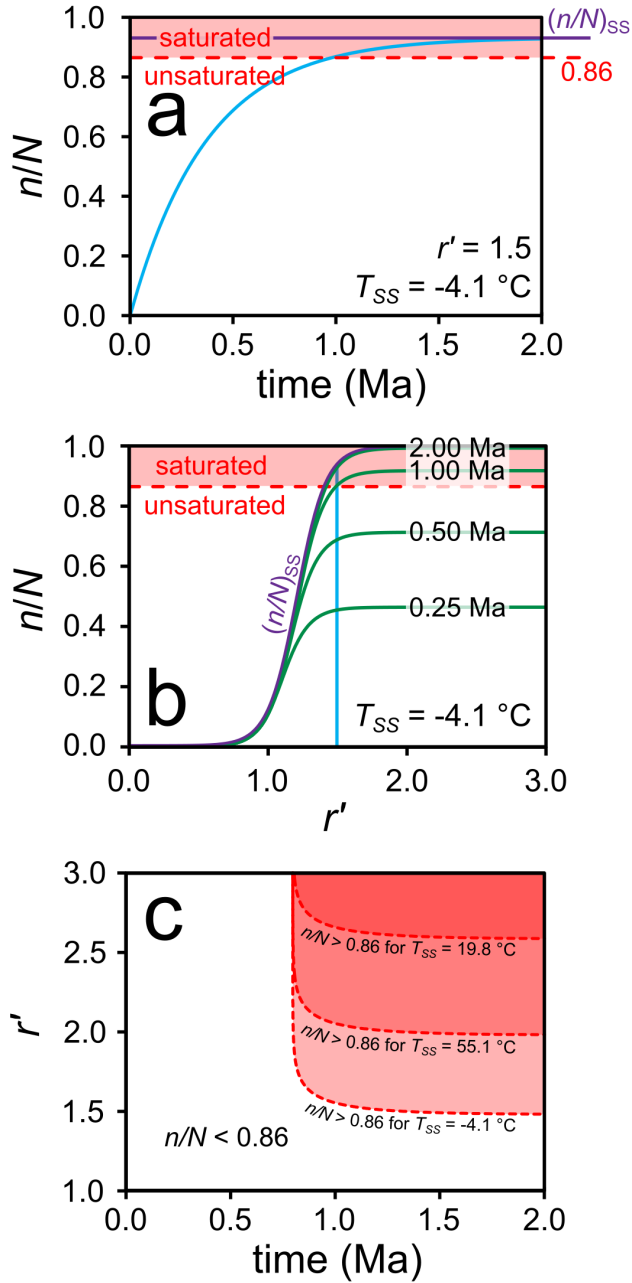 (n/N)SS
saturated
0.86
unsaturated
a
r' = 1.5
TSS = -4.1 °C
n/N
1.0
0.8
0.6
0.4
0.2
0.0
0.0 0.5 1.0 1.5 2.0
time (Ma)
2.00 Ma
saturated
1.00 Ma
unsaturated
0.50 Ma
(n/N)SS
0.25 Ma
b
TSS = -4.1 °C
n/N
1.0
0.8
0.6
0.4
0.2
0.0
0.0 1.0 2.0 3.0
r'
c
n/N > 0.86 for TSS = 19.8 °C
n/N > 0.86 for TSS = 55.1 °C
n/N > 0.86 for TSS = -4.1 °C
n/N < 0.86
r'
3.0
2.5
2.0
1.5
1.0
0.0 0.5 1.0 1.5 2.0
time (Ma)